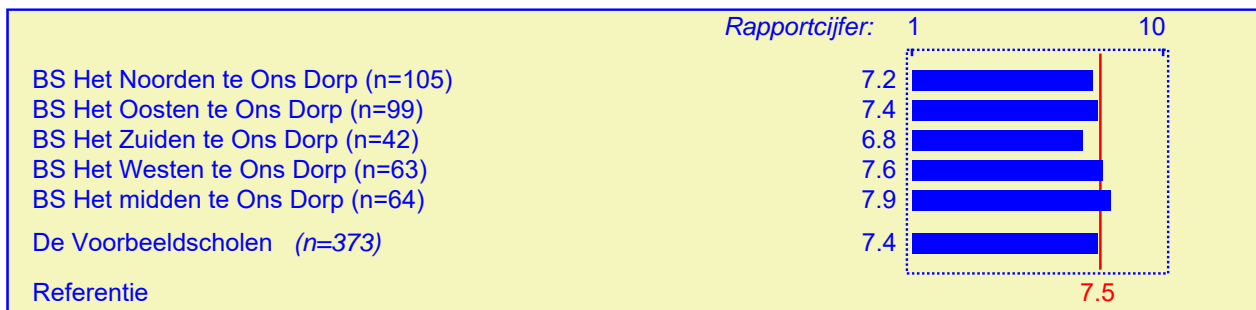 Rapportcijfer: 1 10
BS Het Noorden te Ons Dorp (n=105) 7.2
BS Het Oosten te Ons Dorp (n=99) 7.4
BS Het Zuiden te Ons Dorp (n=42) 6.8
BS Het Westen te Ons Dorp (n=63) 7.6
BS Het midden te Ons Dorp (n=64) 7.9
De Voorbeeldscholen (n=373) 7.4
Referentie 7.5